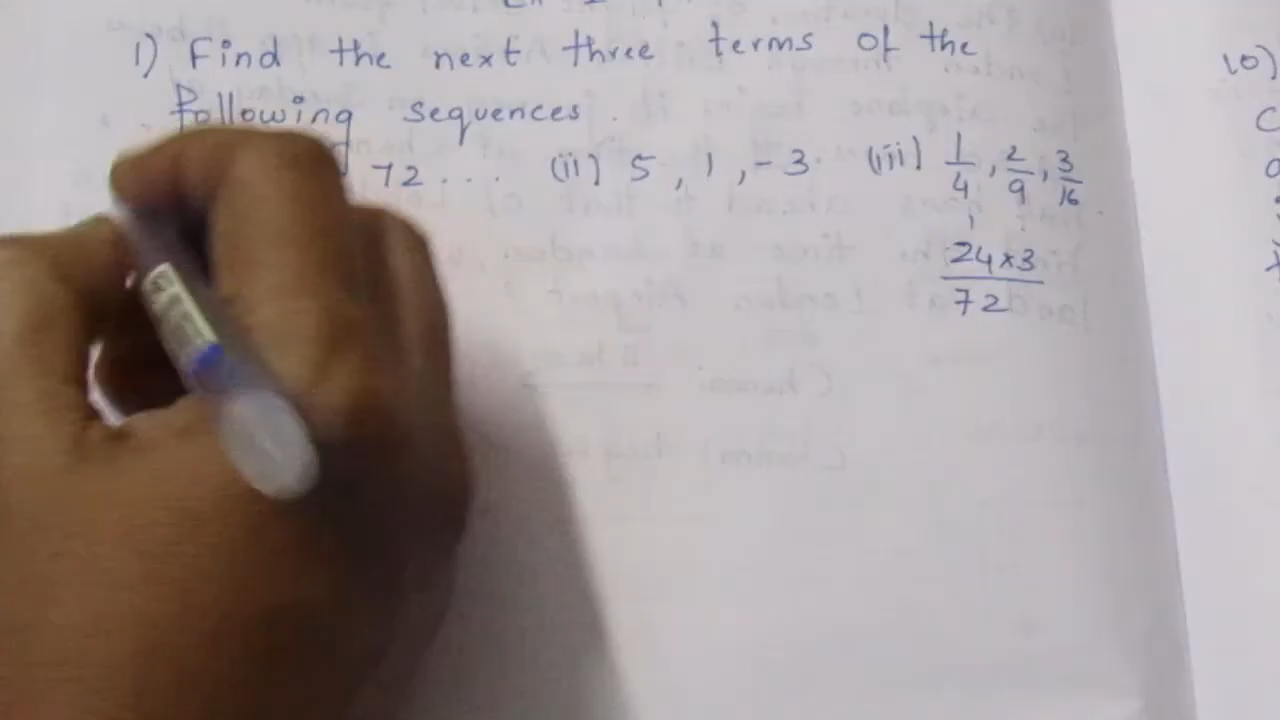 1) Find the next three terms of the
following sequences.
72... (ii) 5, 1, -3. (iii) 1/4, 2/9, 3/16
24×3
72
10)